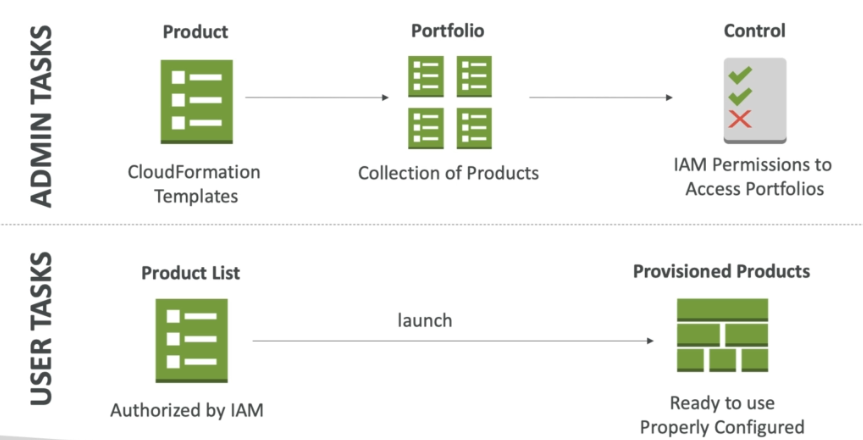 ADMIN TASKS
Product
Portfolio
Control
CloudFormation
Templates
Collection of Products
IAM Permissions to
Access Portfolios
USER TASKS
Product List
Provisioned Products
launch
Authorized by IAM
Ready to use
Properly Configured